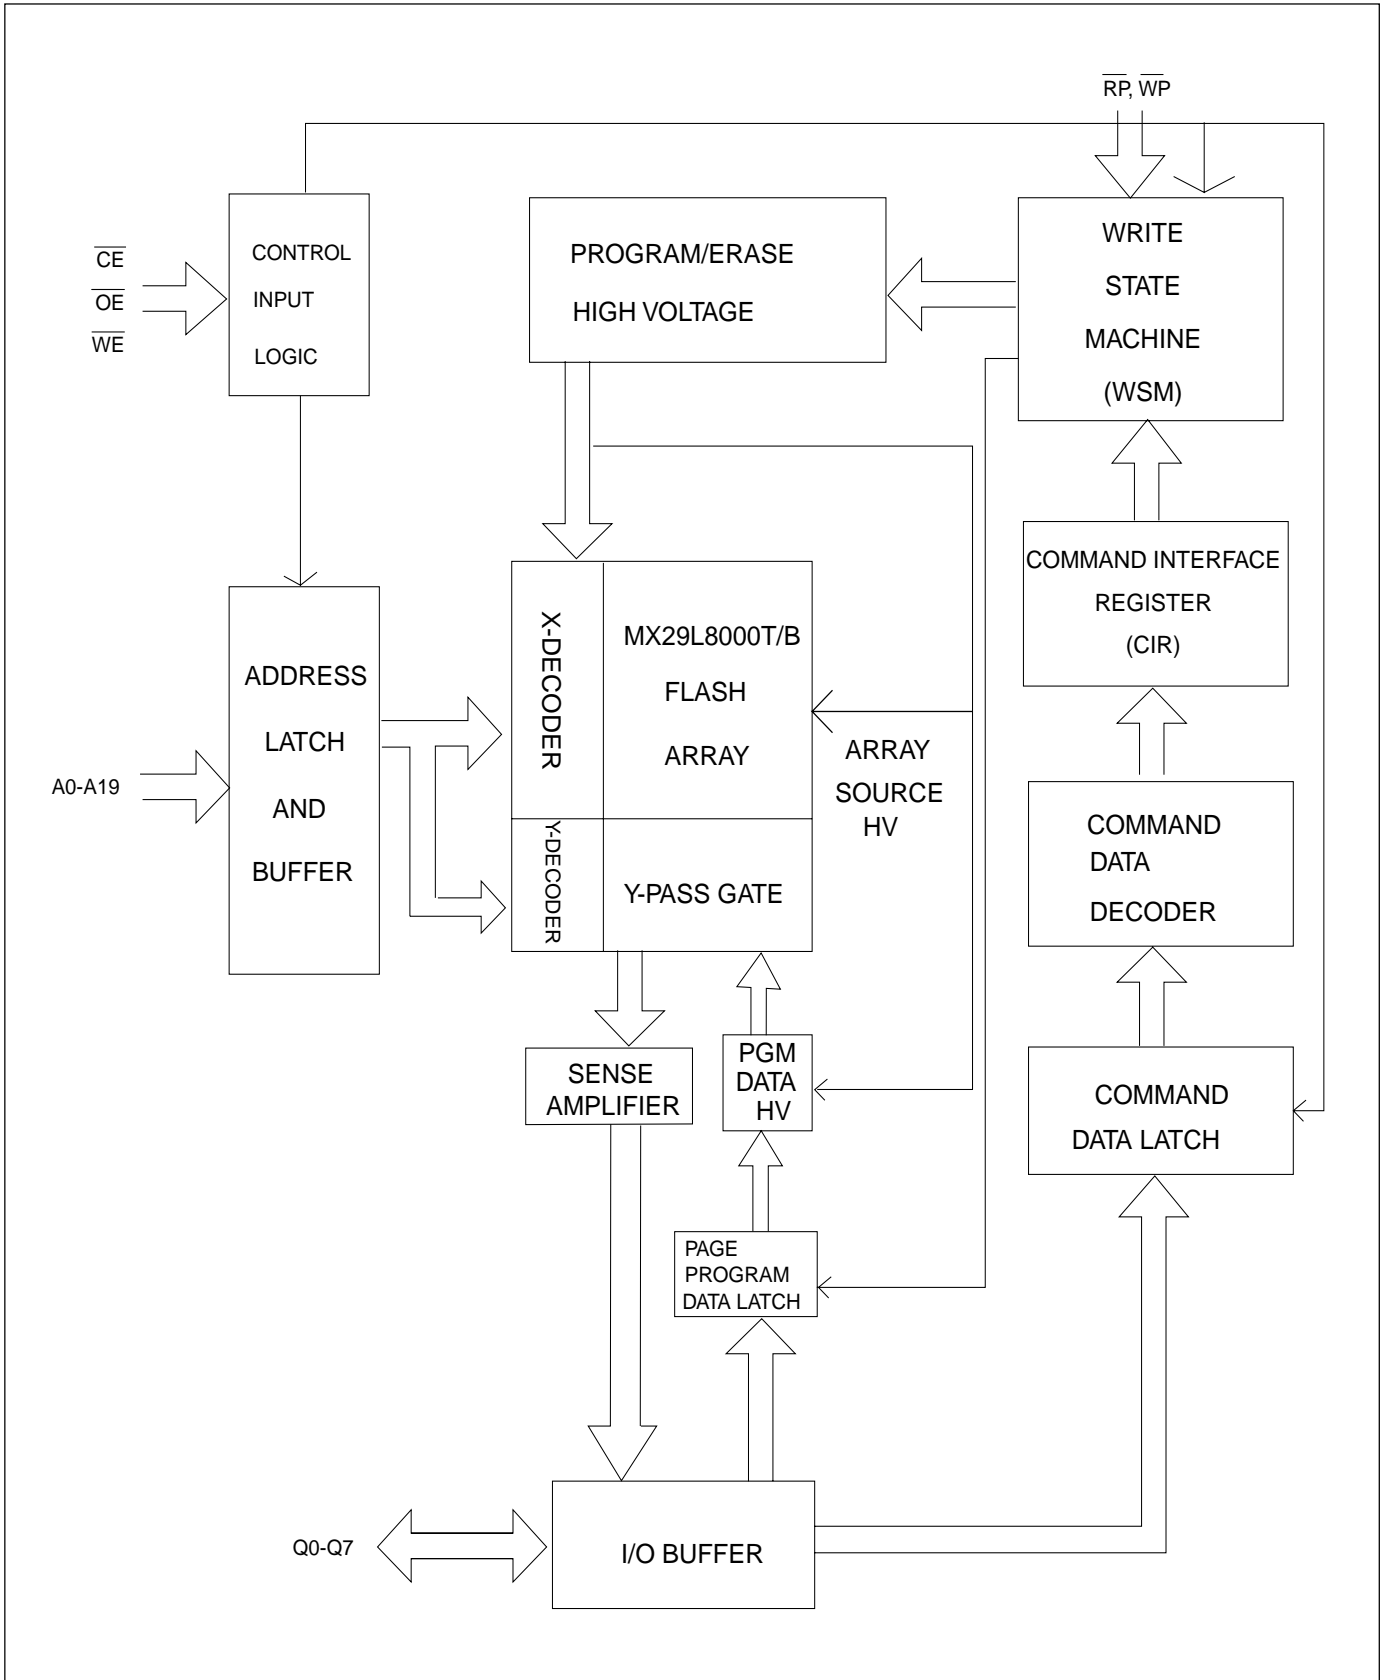 RP, WP
CONTROL
INPUT
LOGIC
CE
OE
WE
PROGRAM/ERASE
HIGH VOLTAGE
WRITE
STATE
MACHINE
(WSM)
COMMAND INTERFACE
REGISTER
(CIR)
ADDRESS
LATCH
AND
BUFFER
A0-A19
X-DECODER
MX29L8000T/B
FLASH
ARRAY
ARRAY
SOURCE
HV
Y-DECODER
Y-PASS GATE
COMMAND
DATA
DECODER
SENSE
AMPLIFIER
PGM
DATA
HV
COMMAND
DATA LATCH
PAGE
PROGRAM
DATA LATCH
Q0-Q7
I/O BUFFER